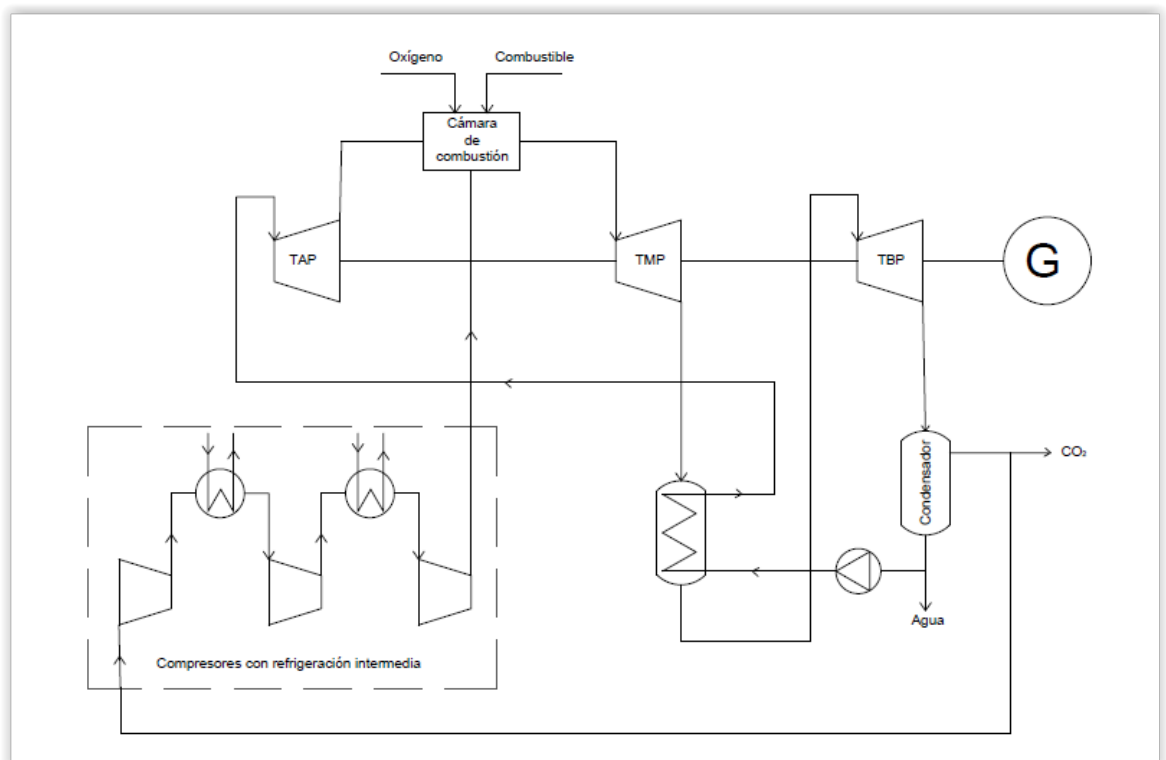 Oxígeno
Combustible
Cámara
de
combustión
TAP
TMP
TBP
G
Condensador
CO₂
Agua
Compresores con refrigeración intermedia